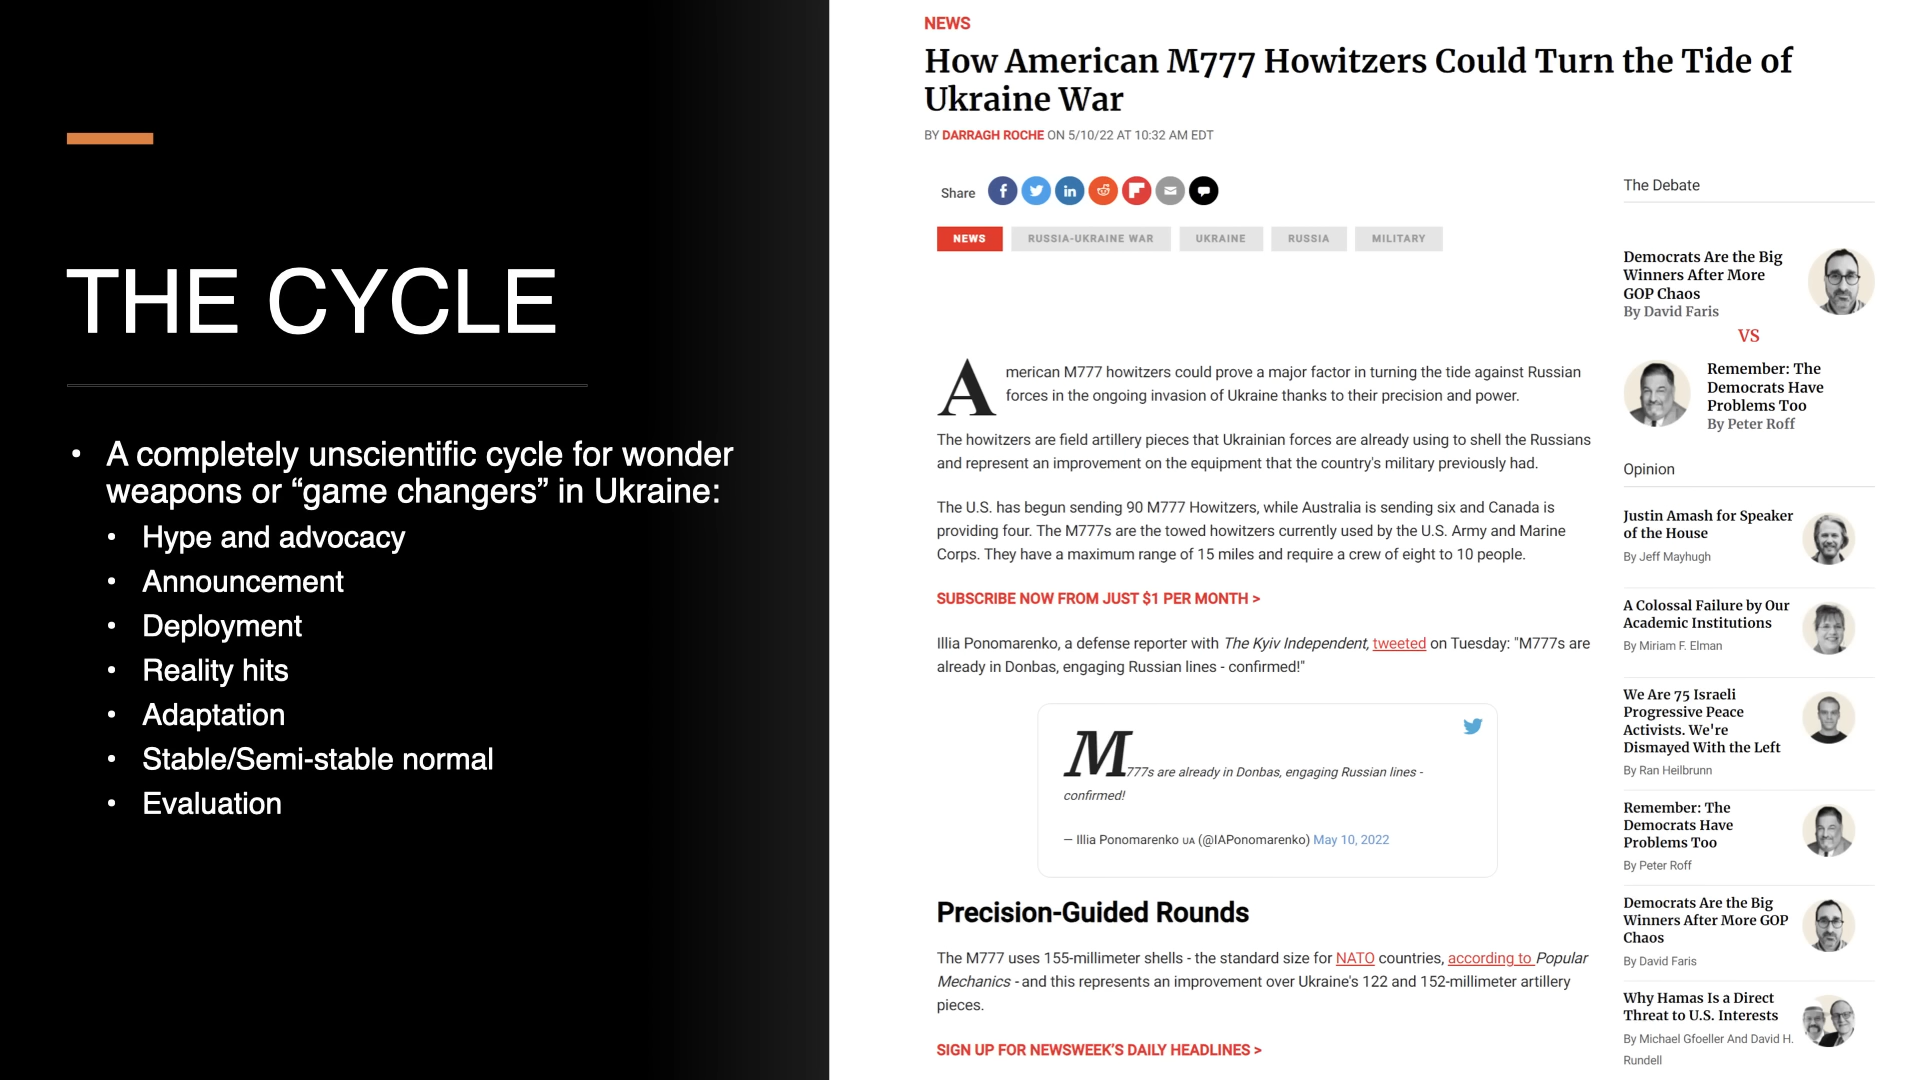 THE CYCLE
• A completely unscientific cycle for wonder
weapons or “game changers” in Ukraine:
• Hype and advocacy
• Announcement
• Deployment
• Reality hits
• Adaptation
• Stable/Semi-stable normal
• Evaluation
NEWS
How American M777 Howitzers Could Turn the Tide of
Ukraine War
BY DARRAGH ROCHE ON 5/10/22 AT 10:32 AM EDT
Share
NEWS
RUSSIA-UKRAINE WAR
UKRAINE
RUSSIA
MILITARY
American M777 howitzers could prove a major factor in turning the tide against Russian
forces in the ongoing invasion of Ukraine thanks to their precision and power.
The howitzers are field artillery pieces that Ukrainian forces are already using to shell the Russians
and represent an improvement on the equipment that the country's military previously had.
The U.S. has begun sending 90 M777 Howitzers, while Australia is sending six and Canada is
providing four. The M777s are the towed howitzers currently used by the U.S. Army and Marine
Corps. They have a maximum range of 15 miles and require a crew of eight to 10 people.
SUBSCRIBE NOW FROM JUST $1 PER MONTH >
Illia Ponomarenko, a defense reporter with The Kyiv Independent, tweeted on Tuesday: "M777s are
already in Donbas, engaging Russian lines - confirmed!"
M777s are already in Donbas, engaging Russian lines -
confirmed!
— Illia Ponomarenko UA (@IAPonomarenko) May 10, 2022
Precision-Guided Rounds
The M777 uses 155-millimeter shells - the standard size for NATO countries, according to Popular
Mechanics - and this represents an improvement over Ukraine's 122 and 152-millimeter artillery
pieces.
SIGN UP FOR NEWSWEEK’S DAILY HEADLINES >
The Debate
Democrats Are the Big
Winners After More
GOP Chaos
By David Faris
VS
Remember: The
Democrats Have
Problems Too
By Peter Roff
Opinion
Justin Amash for Speaker
of the House
By Jeff Mayhugh
A Colossal Failure by Our
Academic Institutions
By Miriam F. Elman
We Are 75 Israeli
Progressive Peace
Activists. We're
Dismayed With the Left
By Ran Heilbrunn
Remember: The
Democrats Have
Problems Too
By Peter Roff
Democrats Are the Big
Winners After More GOP
Chaos
By David Faris
Why Hamas Is a Direct
Threat to U.S. Interests
By Michael Gfoeller And David H.
Rundell